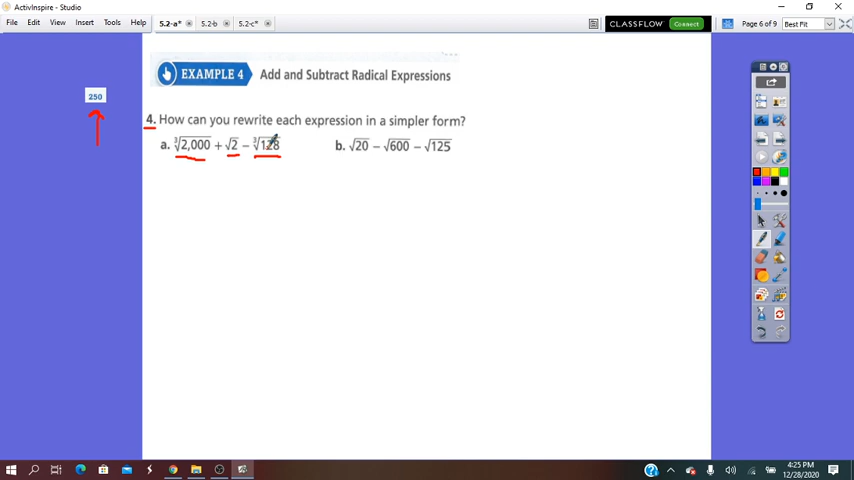 ActivInspire - Studio
File Edit View Insert Tools Help
5.2-a* 5.2-b 5.2-c*
CLASSFLOW Connect
Page 6 of 9
Best Fit
250
EXAMPLE 4 Add and Subtract Radical Expressions
4. How can you rewrite each expression in a simpler form?
a. ∛2,000 + √2 − ∛128 b. √20 − √600 − √125
4:25 PM
12/28/2020